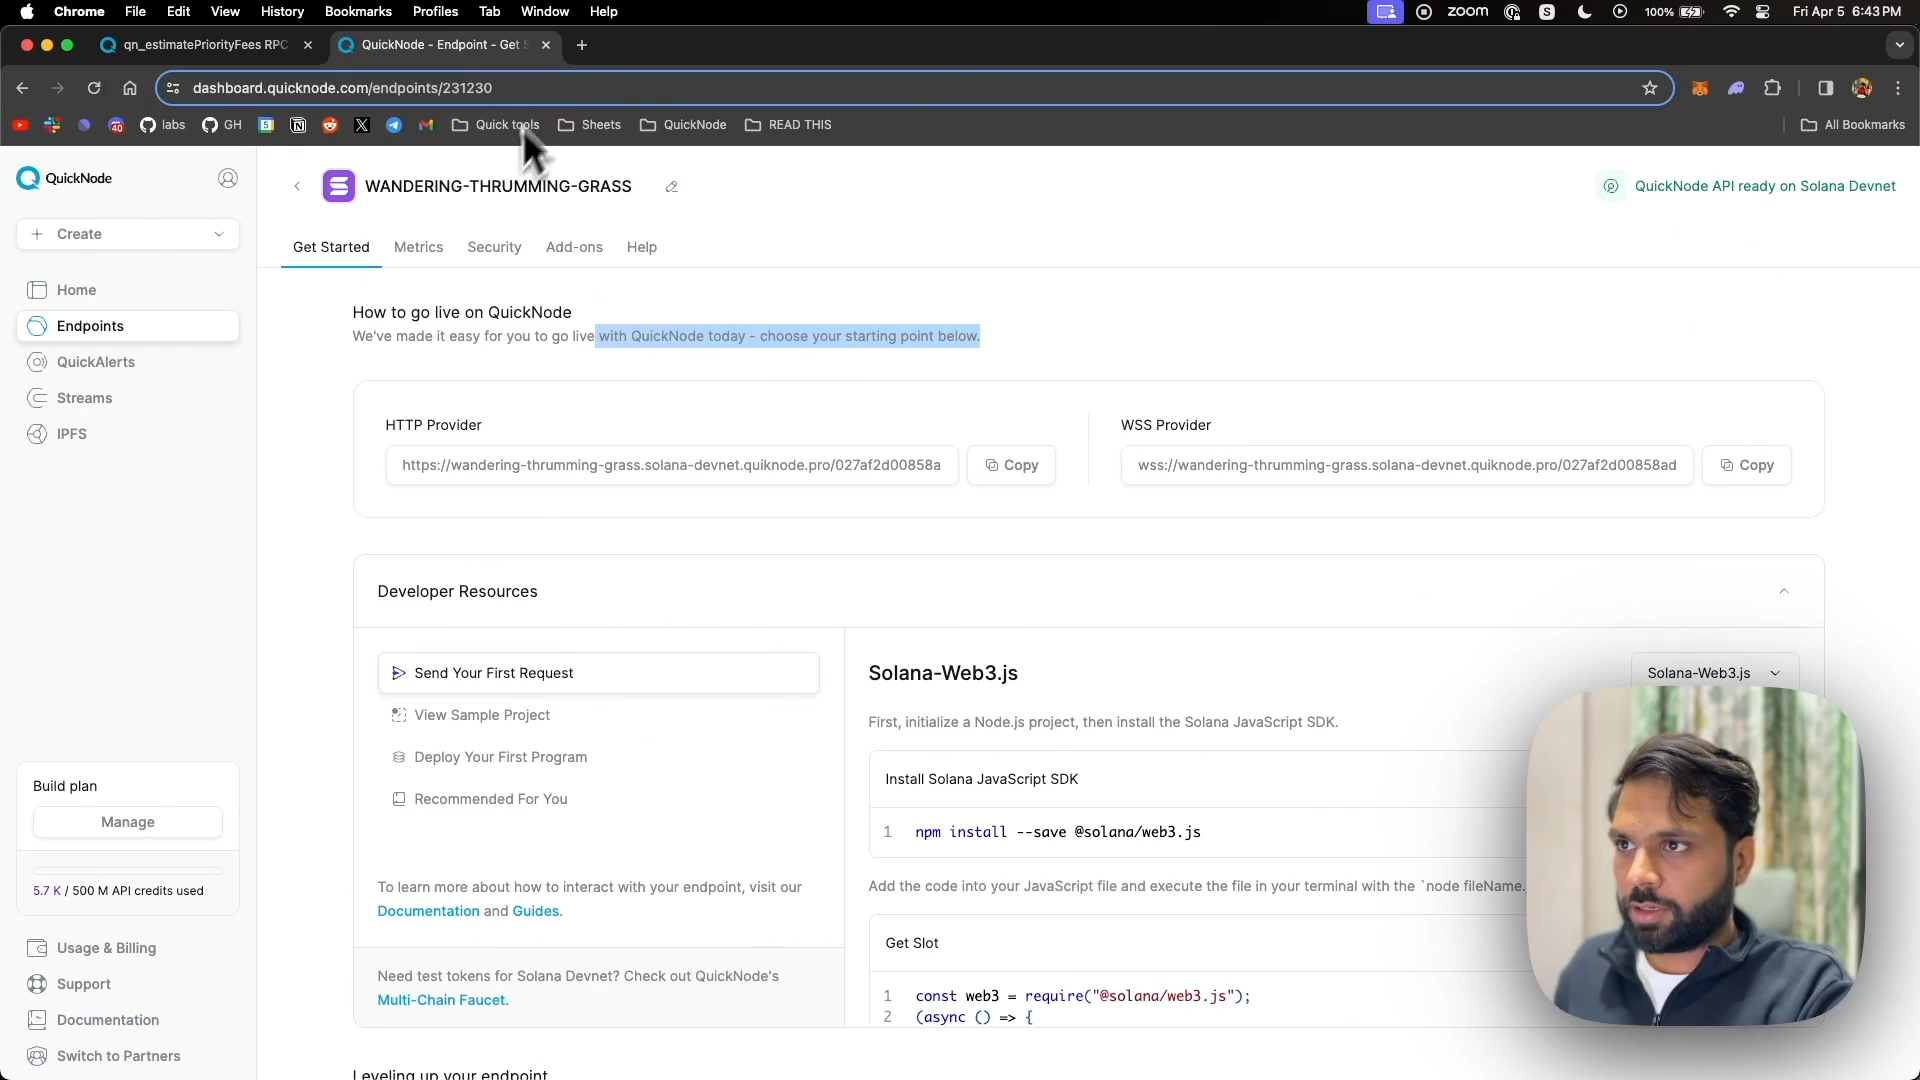 Chrome File Edit View History Bookmarks Profiles Tab Window Help
zoom S 100% Fri Apr 5 6:43 PM
qn_estimatePriorityFees RPC
QuickNode - Endpoint - Get S
dashboard.quicknode.com/endpoints/231230
40 labs GH Quick tools Sheets QuickNode READ THIS All Bookmarks
QuickNode
Create
Home
Endpoints
QuickAlerts
Streams
IPFS
Build plan
Manage
5.7 K / 500 M API credits used
Usage & Billing
Support
Documentation
Switch to Partners
WANDERING-THRUMMING-GRASS
QuickNode API ready on Solana Devnet
Get Started Metrics Security Add-ons Help
How to go live on QuickNode
We've made it easy for you to go live with QuickNode today - choose your starting point below.
HTTP Provider
https://wandering-thrumming-grass.solana-devnet.quiknode.pro/027af2d00858a
Copy
WSS Provider
wss://wandering-thrumming-grass.solana-devnet.quiknode.pro/027af2d00858ad
Copy
Developer Resources
Send Your First Request
View Sample Project
Deploy Your First Program
Recommended For You
To learn more about how to interact with your endpoint, visit our
Documentation and Guides.
Need test tokens for Solana Devnet? Check out QuickNode's
Multi-Chain Faucet.
Solana-Web3.js
Solana-Web3.js
First, initialize a Node.js project, then install the Solana JavaScript SDK.
Install Solana JavaScript SDK
1 npm install --save @solana/web3.js
Add the code into your JavaScript file and execute the file in your terminal with the `node fileName.
Get Slot
1 const web3 = require("@solana/web3.js");
2 (async () => {
Leveling up your endpoint